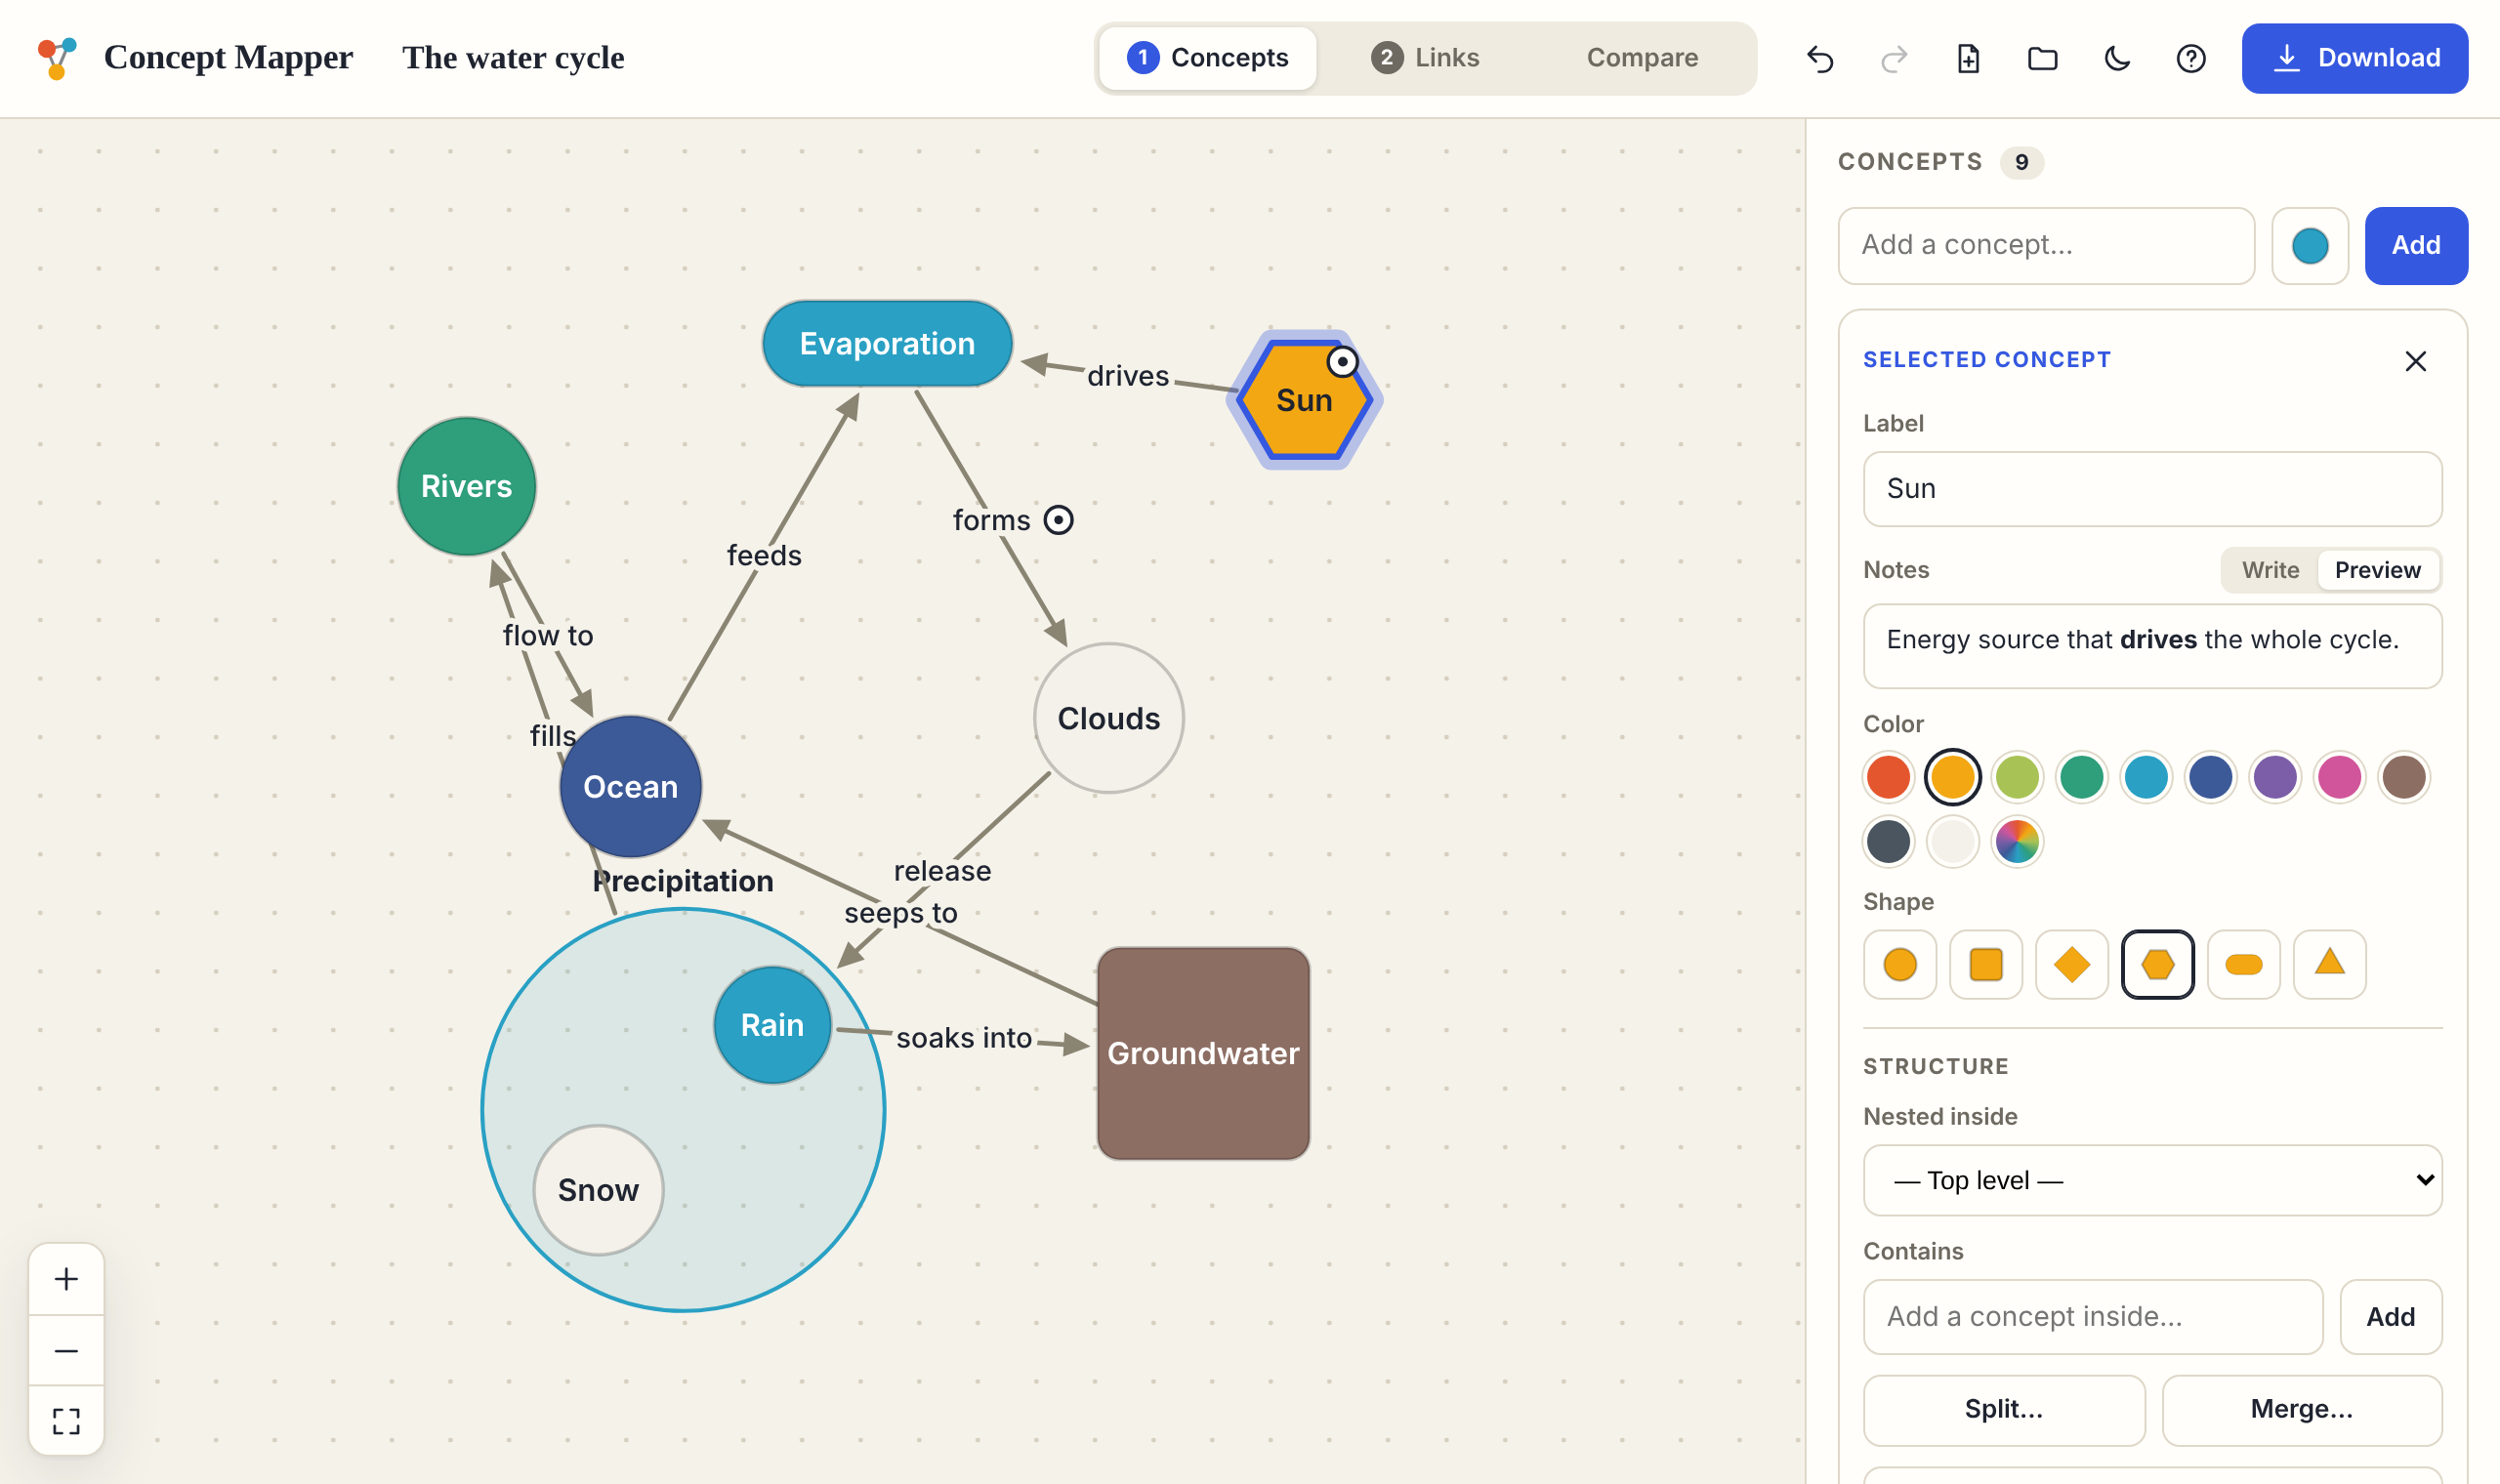 Concept Mapper
The water cycle
1 Concepts
2 Links
Compare
Download
Evaporation
drives
Sun
Rivers
forms
feeds
flow to
fills
Ocean
Clouds
Precipitation
release
seeps to
Rain
soaks into
Groundwater
Snow
CONCEPTS 9
Add a concept...
Add
SELECTED CONCEPT
Label
Sun
Notes
Write
Preview
Energy source that drives the whole cycle.
Color
Shape
STRUCTURE
Nested inside
— Top level —
Contains
Add a concept inside...
Add
Split...
Merge...